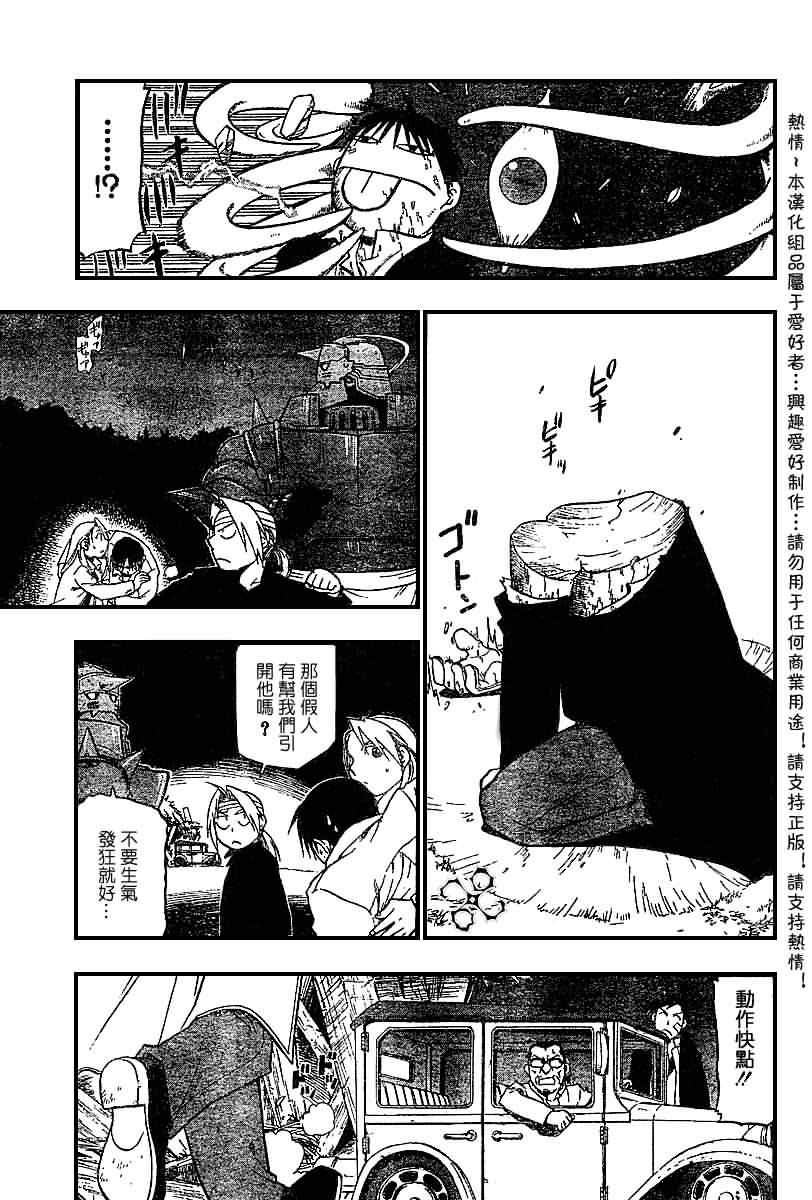 ……!?
ピキ
ビキ
ゴトン
那個假人
有幫我們引
開他嗎？
不要生氣
發狂就好…
動作快點!!
熱情~本漢化組品屬于愛好者…興趣愛好制作…請勿用于任何商業用途！請支持正版！請支持熱情！